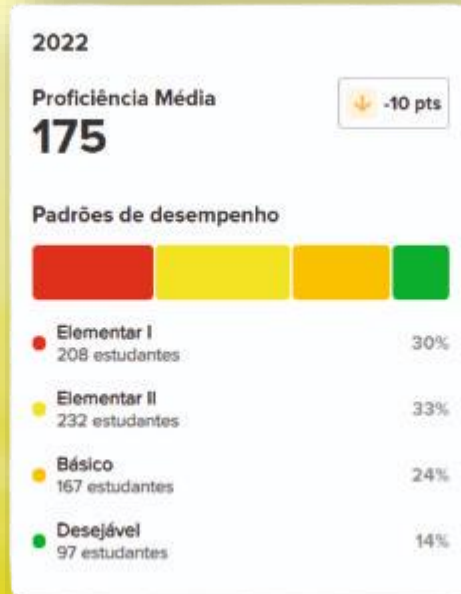 2022
Proficiência Média
175
-10 pts
Padrões de desempenho
Elementar I
208 estudantes
30%
Elementar II
232 estudantes
33%
Básico
167 estudantes
24%
Desejável
97 estudantes
14%